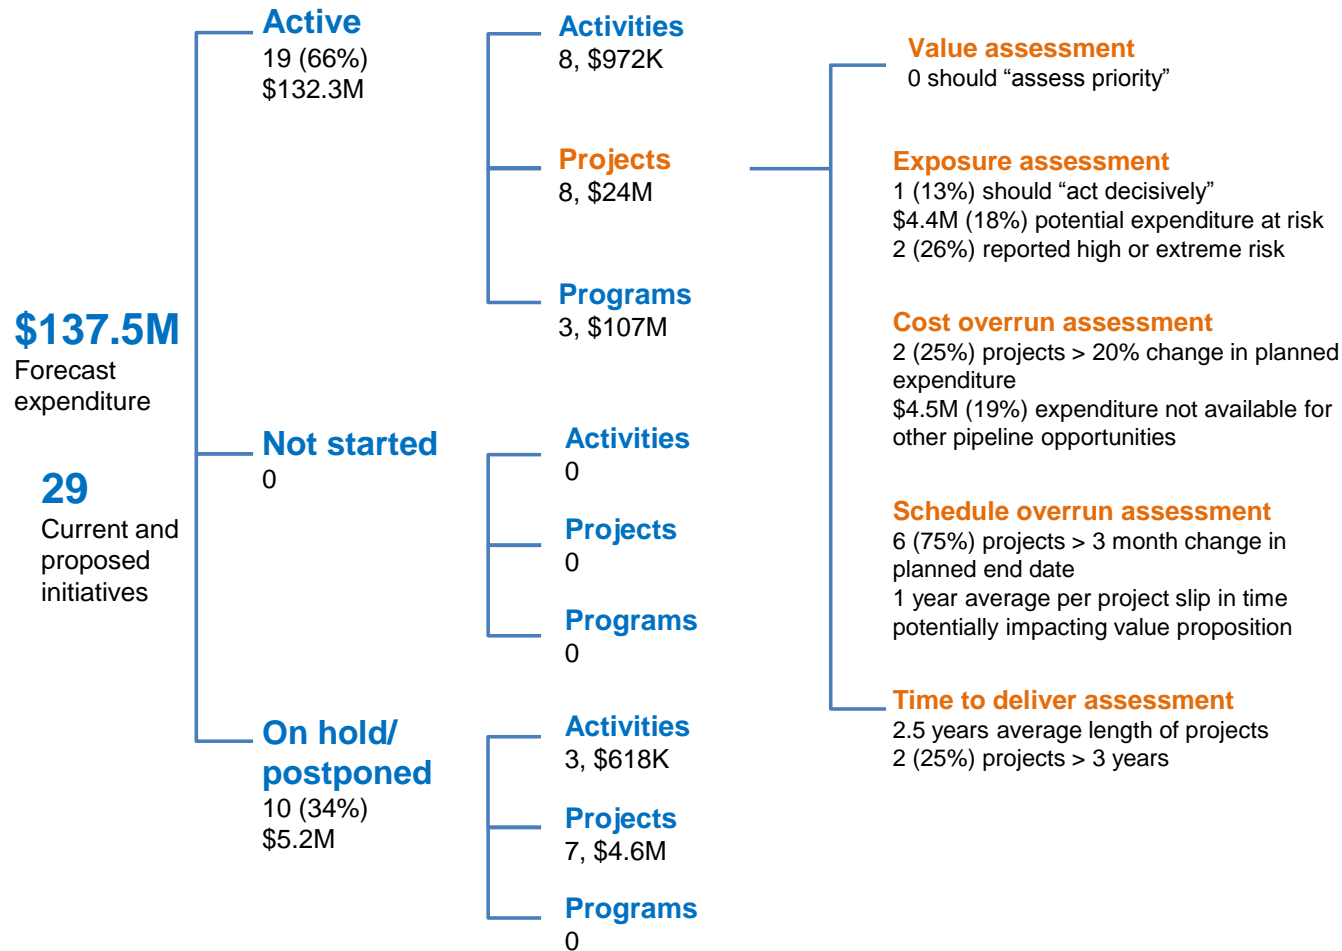 $137.5M
Forecast
expenditure
29
Current and
proposed
initiatives
Active
19 (66%)
$132.3M
Activities
8, $972K
Projects
8, $24M
Programs
3, $107M
Not started
0
Activities
0
Projects
0
Programs
0
On hold/
postponed
10 (34%)
$5.2M
Activities
3, $618K
Projects
7, $4.6M
Programs
0
Value assessment
0 should “assess priority”
Exposure assessment
1 (13%) should “act decisively”
$4.4M (18%) potential expenditure at risk
2 (26%) reported high or extreme risk
Cost overrun assessment
2 (25%) projects > 20% change in planned
expenditure
$4.5M (19%) expenditure not available for
other pipeline opportunities
Schedule overrun assessment
6 (75%) projects > 3 month change in
planned end date
1 year average per project slip in time
potentially impacting value proposition
Time to deliver assessment
2.5 years average length of projects
2 (25%) projects > 3 years